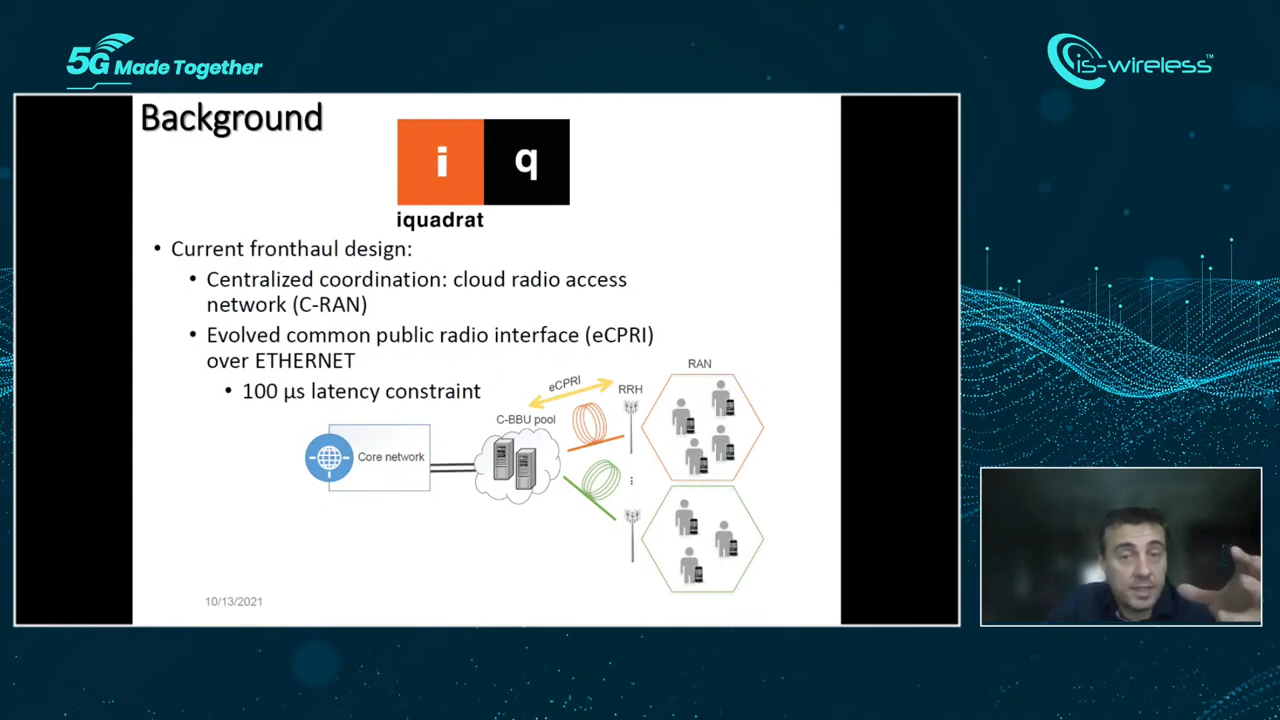 5G Made Together
is-wireless™
Background
i q
iquadrat
• Current fronthaul design:
• Centralized coordination: cloud radio access
network (C-RAN)
• Evolved common public radio interface (eCPRI)
over ETHERNET
• 100 µs latency constraint
RAN
eCPRI
RRH
C-BBU pool
Core network
10/13/2021